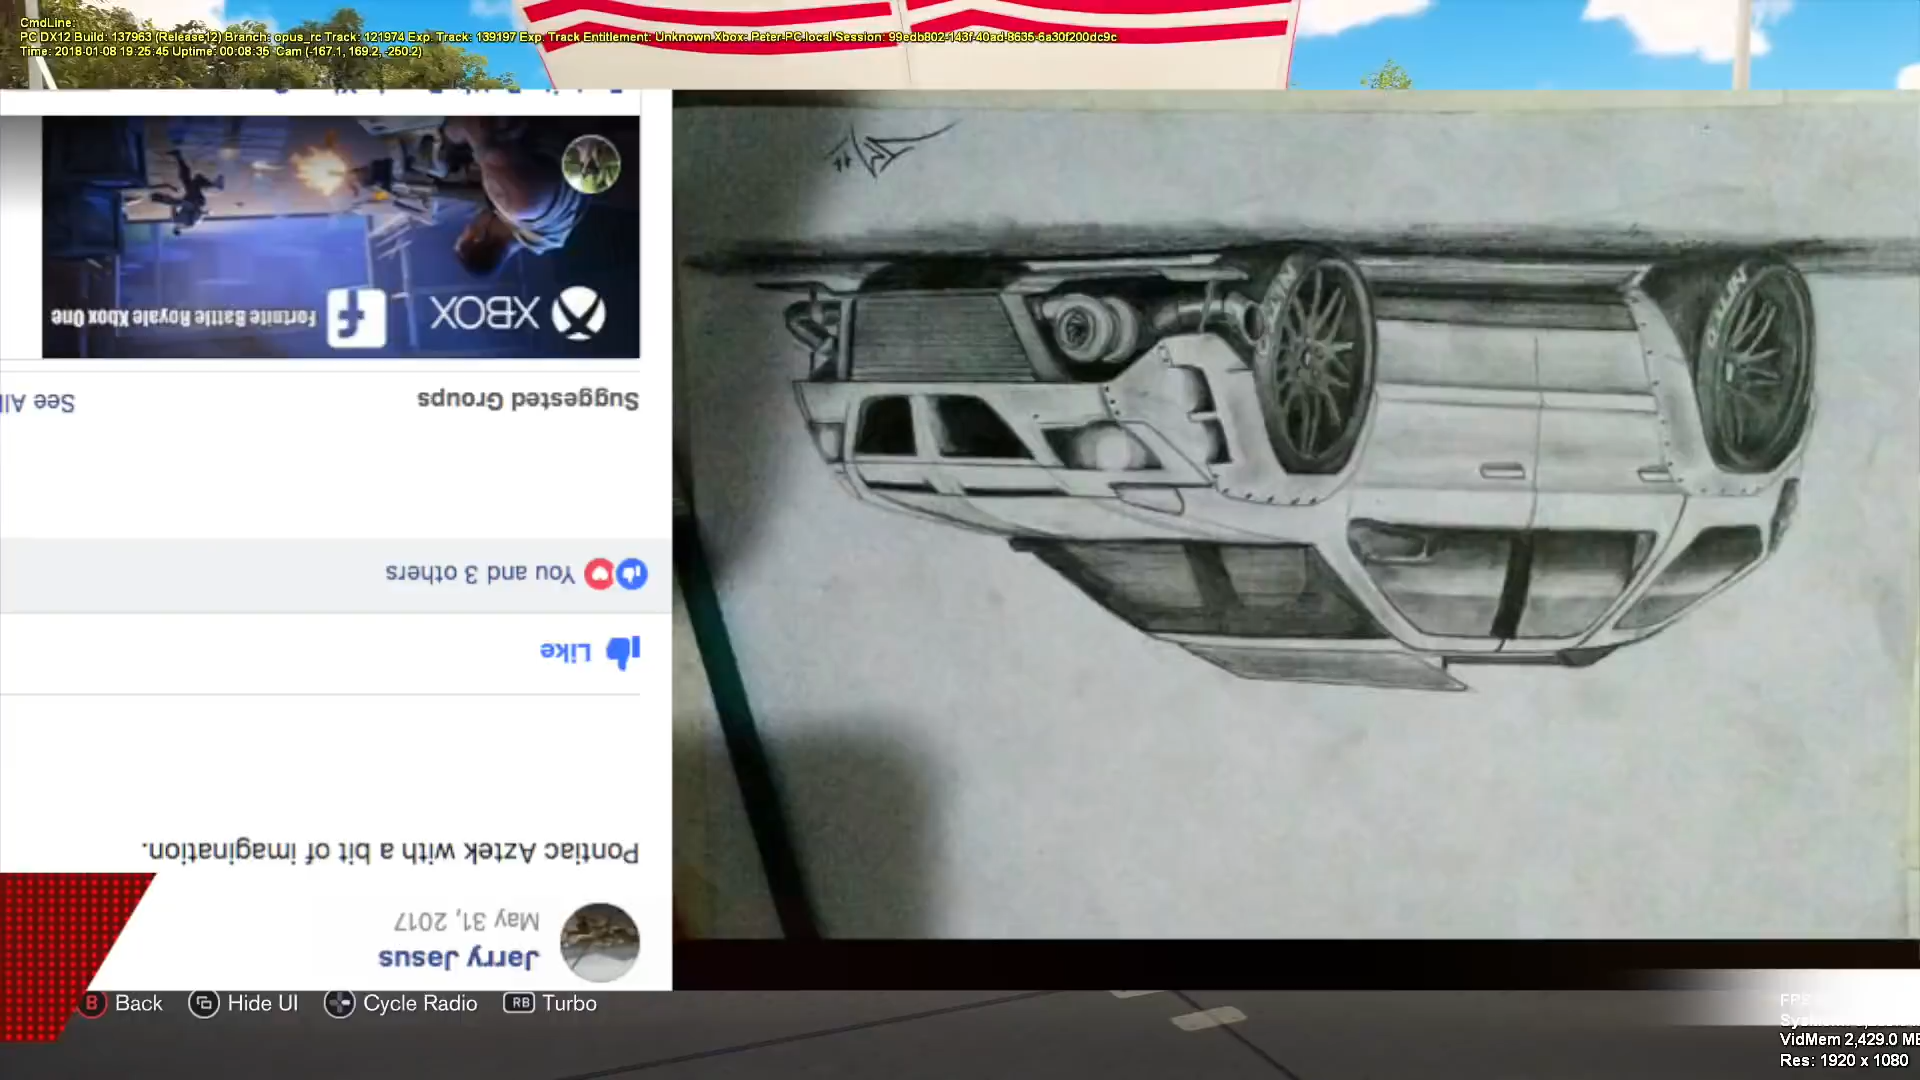 CmdLine:
PC DX12 Build: 137963 (Release12) Branch: opus_rc Track: 121974 Exp. Track: 139197 Exp. Track Entitlement: Unknown Xbox: Peter-PC.local Session: 99edb802-143f-40ad-8635-6a30f200dc9c
Time: 2018-01-08 19:25:45 Uptime: 00:08:35 Cam (-167.1, 169.2, -250.2)
Jerry Jesus
May 31, 2017
Pontiac Aztek with a bit of imagination.
Like
You and 3 others
Suggested Groups
See All
XBOX
Fortnite Battle Royale Xbox One
NITTO
B Back
Hide UI
Cycle Radio
RB Turbo
VidMem 2,429.0 MB
Res: 1920 x 1080